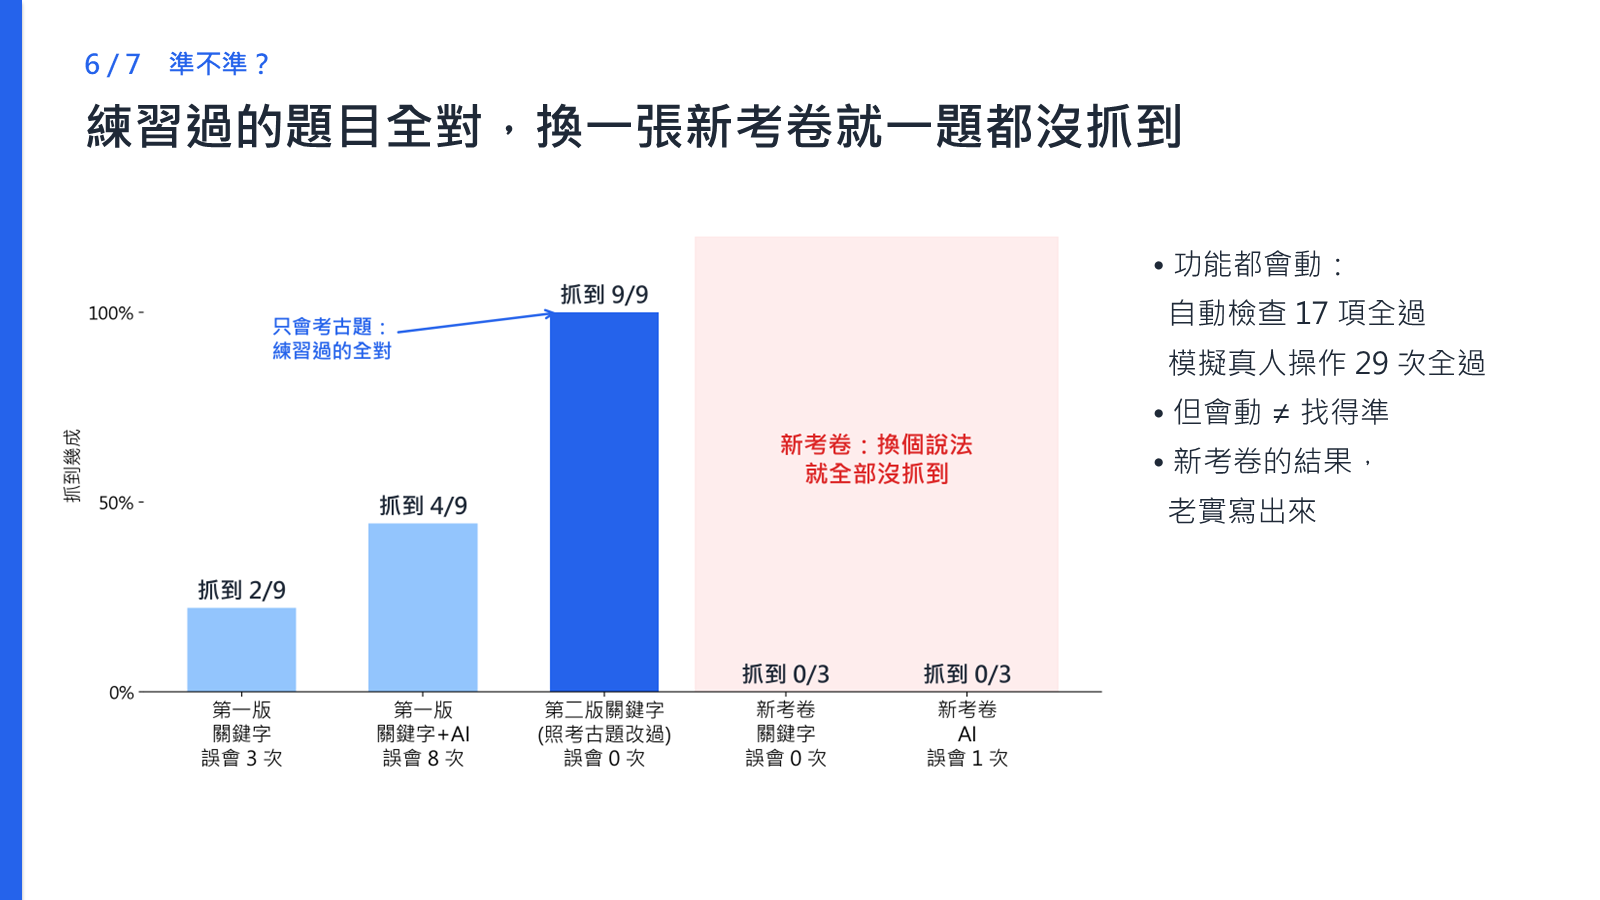 6 / 7 準不準？
練習過的題目全對，換一張新考卷就一題都沒抓到
抓到幾成
100%
50%
0%
只會考古題：
練習過的全對
抓到 2/9
抓到 4/9
抓到 9/9
新考卷：換個說法
就全部沒抓到
抓到 0/3
抓到 0/3
第一版
關鍵字
誤會 3 次
第一版
關鍵字+AI
誤會 8 次
第二版關鍵字
(照考古題改過)
誤會 0 次
新考卷
關鍵字
誤會 0 次
新考卷
AI
誤會 1 次
• 功能都會動：
自動檢查 17 項全過
模擬真人操作 29 次全過
• 但會動 ≠ 找得準
• 新考卷的結果，
老實寫出來